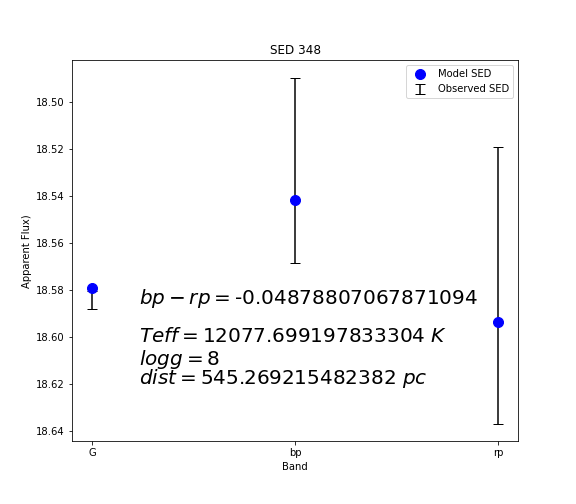 SED 348
Model SED
Observed SED
18.50
18.52
18.54
18.56
18.58
18.60
18.62
18.64
Apparent Flux)
bp − rp = -0.04878807067871094
Teff = 12077.699197833304 K
logg = 8
dist = 545.269215482382 pc
G
bp
rp
Band